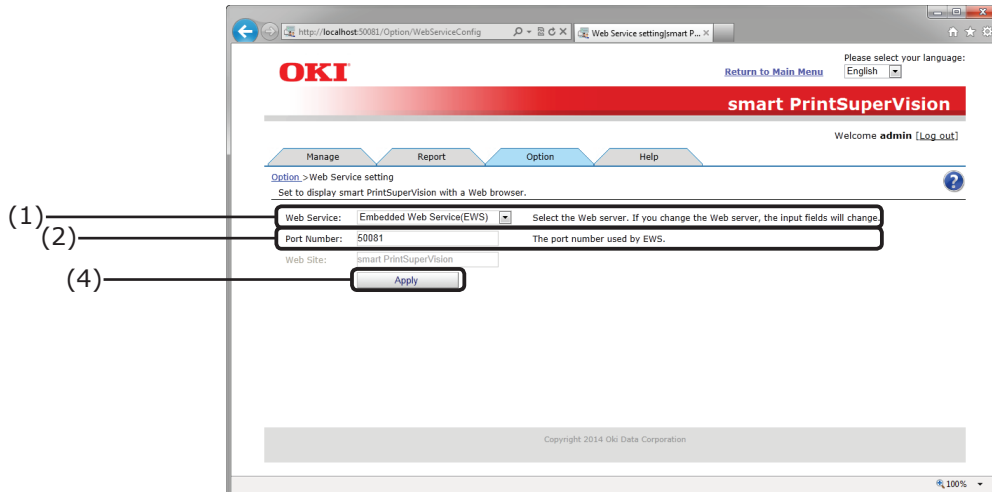 http://localhost:50081/Option/WebServiceConfig
Web Service setting|smart P...
Please select your language:
OKI
Return to Main Menu
English
smart PrintSuperVision
Welcome admin [Log out]
Manage
Report
Option
Help
Option >Web Service setting
Set to display smart PrintSuperVision with a Web browser.
(1)
Web Service:
Embedded Web Service(EWS)
Select the Web server. If you change the Web server, the input fields will change.
(2)
Port Number:
50081
The port number used by EWS.
Web Site:
smart PrintSuperVision
(4)
Apply
Copyright 2014 Oki Data Corporation
100%